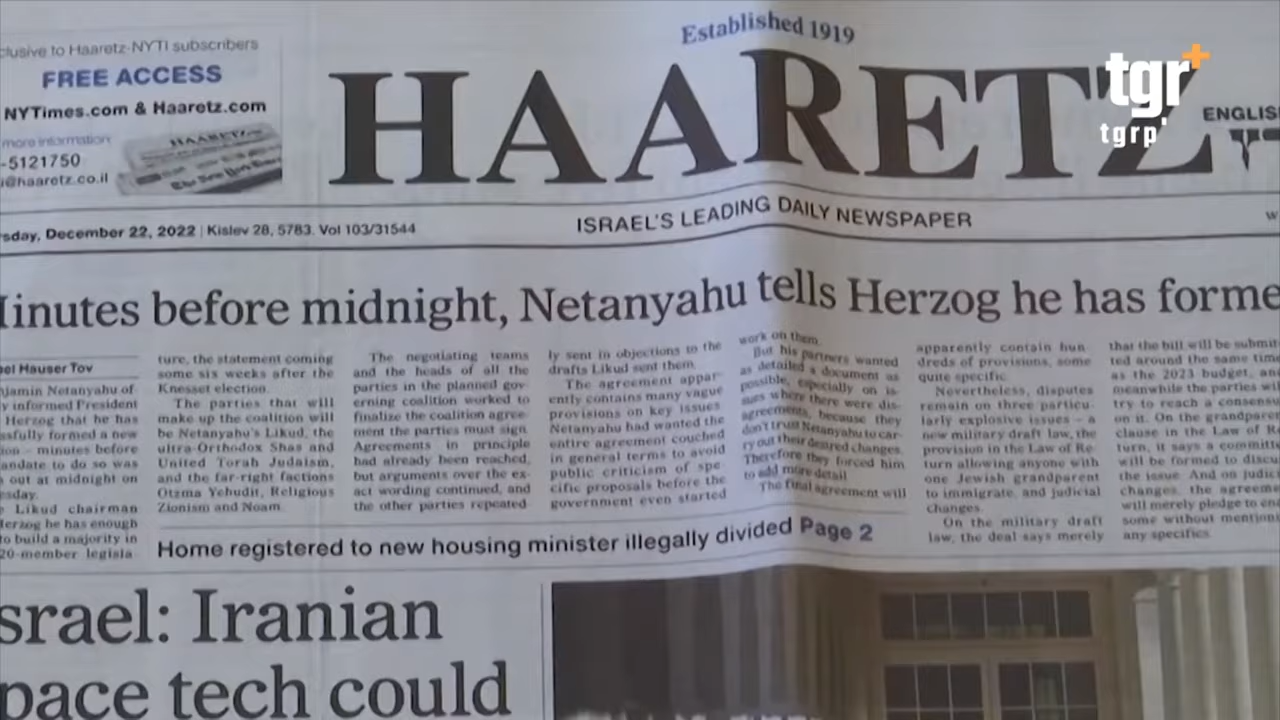 Established 1919
clusive to Haaretz-NYTI subscribers
FREE ACCESS
NYTimes.com & Haaretz.com
more information:
-5121750
i@haaretz.co.il
HAARETZ
HAARETZ
ENGLIS
tgr+
tgrp'
sday, December 22, 2022 | Kislev 28, 5783. Vol 103/31544
ISRAEL'S LEADING DAILY NEWSPAPER
inutes before midnight, Netanyahu tells Herzog he has forme
el Hauser Tov
jamin Netanyahu of
y informed President
Herzog that he has
ssfully formed a new
ion – minutes before
andate to do so was
out at midnight on
sday.
Likud chairman
Herzog he has enough
to build a majority in
20-member legisla-
ture, the statement coming
some six weeks after the
Knesset election.
The parties that will
make up the coalition will
be Netanyahu's Likud, the
ultra-Orthodox Shas and
United Torah Judaism,
and the far-right factions
Otzma Yehudit, Religious
Zionism and Noam.
The negotiating teams
and the heads of all the
parties in the planned gov-
erning coalition worked to
finalize the coalition agree-
ment the parties must sign.
Agreements in principle
had already been reached,
but arguments over the ex-
act wording continued, and
the other parties repeated-
ly sent in objections to the
drafts Likud sent them.
The agreement appar-
ently contains many vague
provisions on key issues.
Netanyahu had wanted the
entire agreement couched
in general terms to avoid
public criticism of spe-
cific proposals before the
government even started
work on them.
But his partners wanted
as detailed a document as
possible, especially on is-
sues where there were dis-
agreements, because they
don't trust Netanyahu to car-
ry out their desired changes.
Therefore they forced him
to add more detail.
The final agreement will
apparently contain hun-
dreds of provisions, some
quite specific.
Nevertheless, disputes
remain on three particu-
larly explosive issues – a
new military draft law, the
provision in the Law of Re-
turn allowing anyone with
one Jewish grandparent
to immigrate, and judicial
changes.
On the military draft
law, the deal says merely
that the bill will be submit-
ted around the same time
as the 2023 budget, and
meanwhile the parties wi
try to reach a consensu
on it. On the grandpare
clause in the Law of Re
turn, it says a committ
will be formed to discu
the issue. And on judic
changes, the agreeme
will merely pledge to en
some without mention
any specifics.
Home registered to new housing minister illegally divided Page 2
srael: Iranian
pace tech could